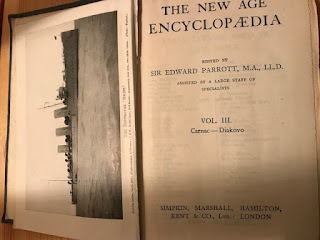 THE NEW AGE
ENCYCLOPÆDIA
EDITED BY
SIR EDWARD PARROTT, M.A., LL.D.
ASSISTED BY A LARGE STAFF OF
SPECIALISTS
VOL. III.
Carnac—Diakovo
SIMPKIN, MARSHALL, HAMILTON,
KENT & CO., Ltd. LONDON